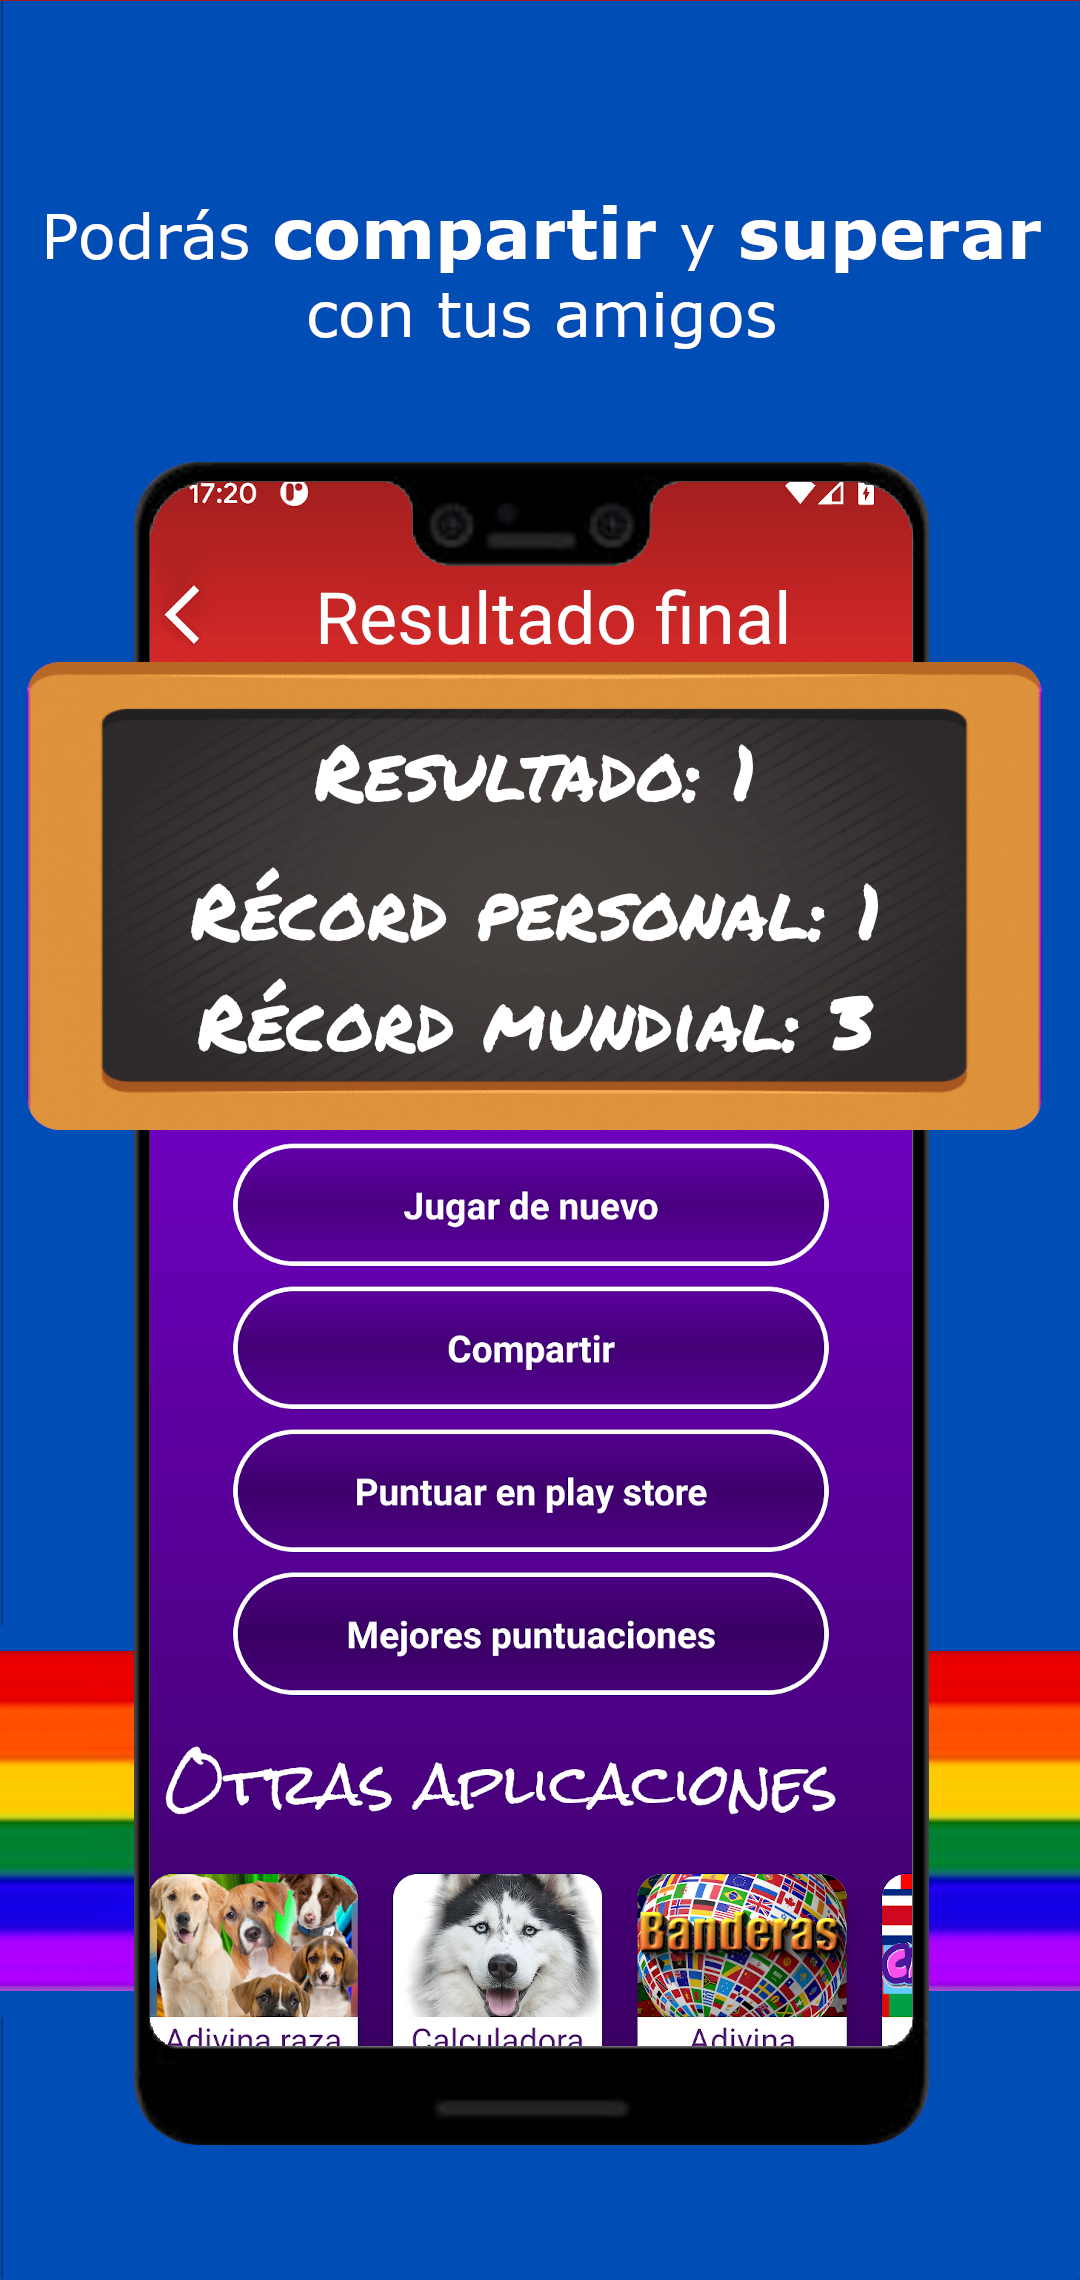 Podrás compartir y superar
con tus amigos
17:20
Resultado final
Resultado: 1
Récord personal: 1
Récord mundial: 3
Jugar de nuevo
Compartir
Puntuar en play store
Mejores puntuaciones
Otras aplicaciones
Banderas
Adivina raza
Calculadora
Adivina